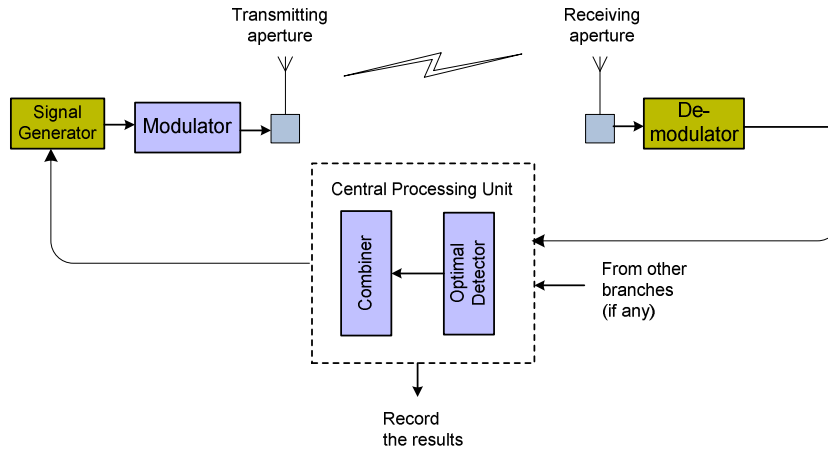 Transmitting
aperture
Receiving
aperture
Signal
Generator
Modulator
De-
modulator
Central Processing Unit
Combiner
Optimal
Detector
From other
branches
(if any)
Record
the results